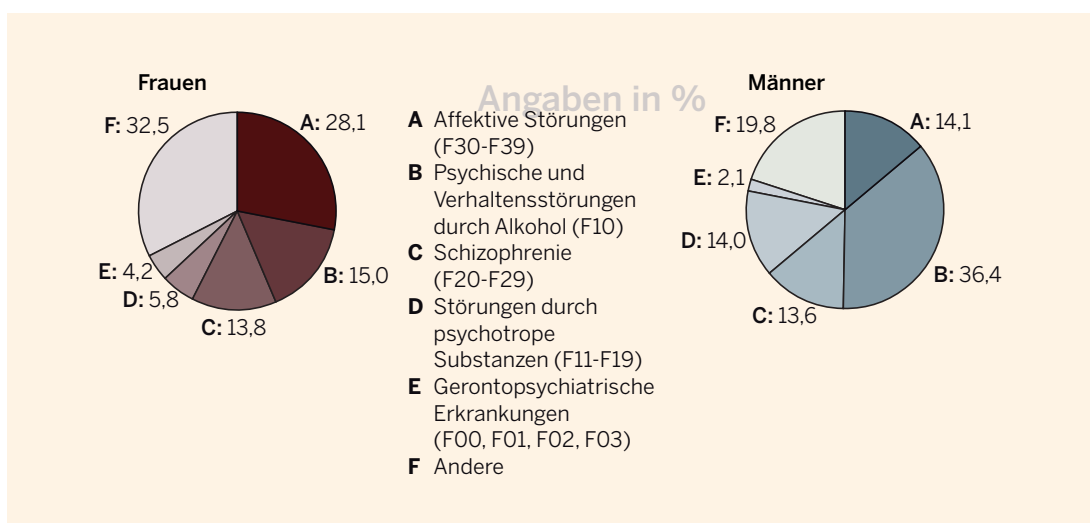 Angaben in %
Frauen
F: 32,5
A: 28,1
E: 4,2
D: 5,8
B: 15,0
C: 13,8
A Affektive Störungen
(F30-F39)
B Psychische und
Verhaltensstörungen
durch Alkohol (F10)
C Schizophrenie
(F20-F29)
D Störungen durch
psychotrope
Substanzen (F11-F19)
E Gerontopsychiatrische
Erkrankungen
(F00, F01, F02, F03)
F Andere
Männer
F: 19,8
A: 14,1
E: 2,1
D: 14,0
B: 36,4
C: 13,6